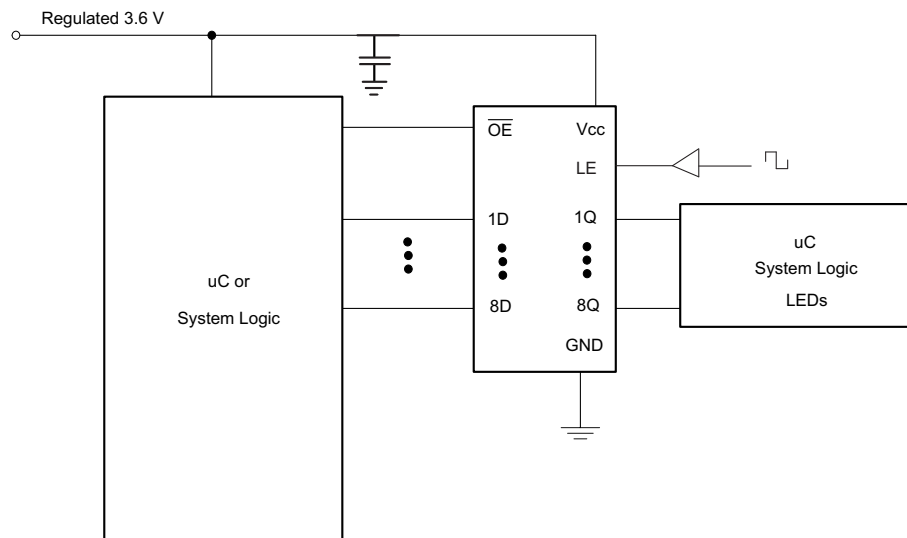 Regulated 3.6 V
OE
Vcc
LE
1D
1Q
uC or
System Logic
8D
8Q
GND
uC
System Logic
LEDs